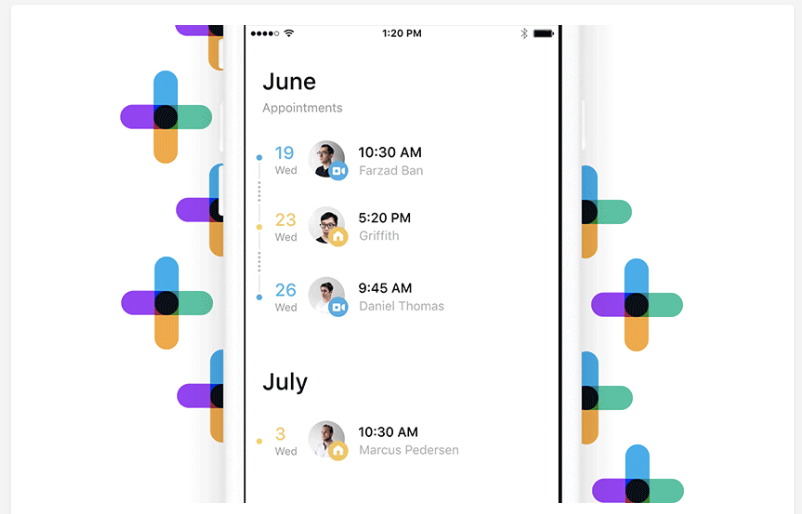 1:20 PM
June
Appointments
19
Wed
10:30 AM
Farzad Ban
23
Wed
5:20 PM
Griffith
26
Wed
9:45 AM
Daniel Thomas
July
3
Wed
10:30 AM
Marcus Pedersen